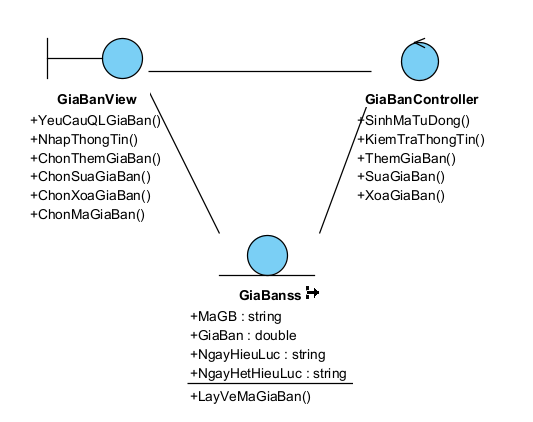 GiaBanView
+YeuCauQLGiaBan()
+NhapThongTin()
+ChonThemGiaBan()
+ChonSuaGiaBan()
+ChonXoaGiaBan()
+ChonMaGiaBan()
GiaBanController
+SinhMaTuDong()
+KiemTraThongTin()
+ThemGiaBan()
+SuaGiaBan()
+XoaGiaBan()
GiaBanss
+MaGB : string
+GiaBan : double
+NgayHieuLuc : string
+NgayHetHieuLuc : string
+LayVeMaGiaBan()